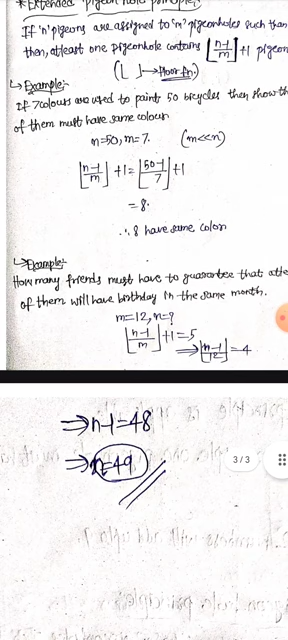 *Extended pigeon hole principle:
If 'n' pigeons are assigned to 'm' pigeonholes such than
then, atleast one pigeonhole contains ⌊n-1/m⌋+1 pigeon
(⌊ ⌋→floor fn)
↳ Example:-
If 7 colours are used to paint 50 bicycles then show th
of them must have same colour
n=50, m=7. (m<<n)
⌊n-1/m⌋+1=⌊50-1/7⌋+1
=8.
∴ 8 have same color
↳ Example:-
How many friends must have to guarantee that atle
of them will have birthday in the same month.
m=12, n=?
⌊n-1/m⌋+1=5
⇒⌊n-1/12⌋=4
⇒n-1=48
⇒n=49
3/3